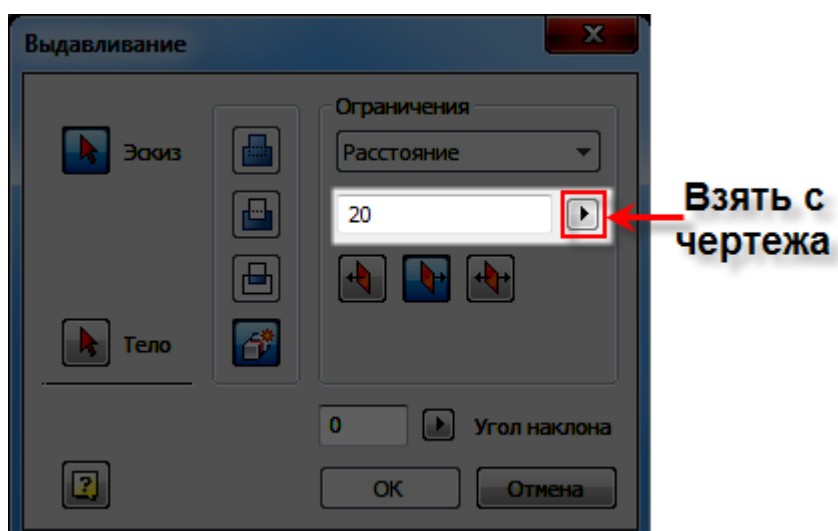 Выдавливание
Ограничения
Эскиз
Расстояние
20
Взять с
чертежа
Тело
0
Угол наклона
?
ОК
Отмена